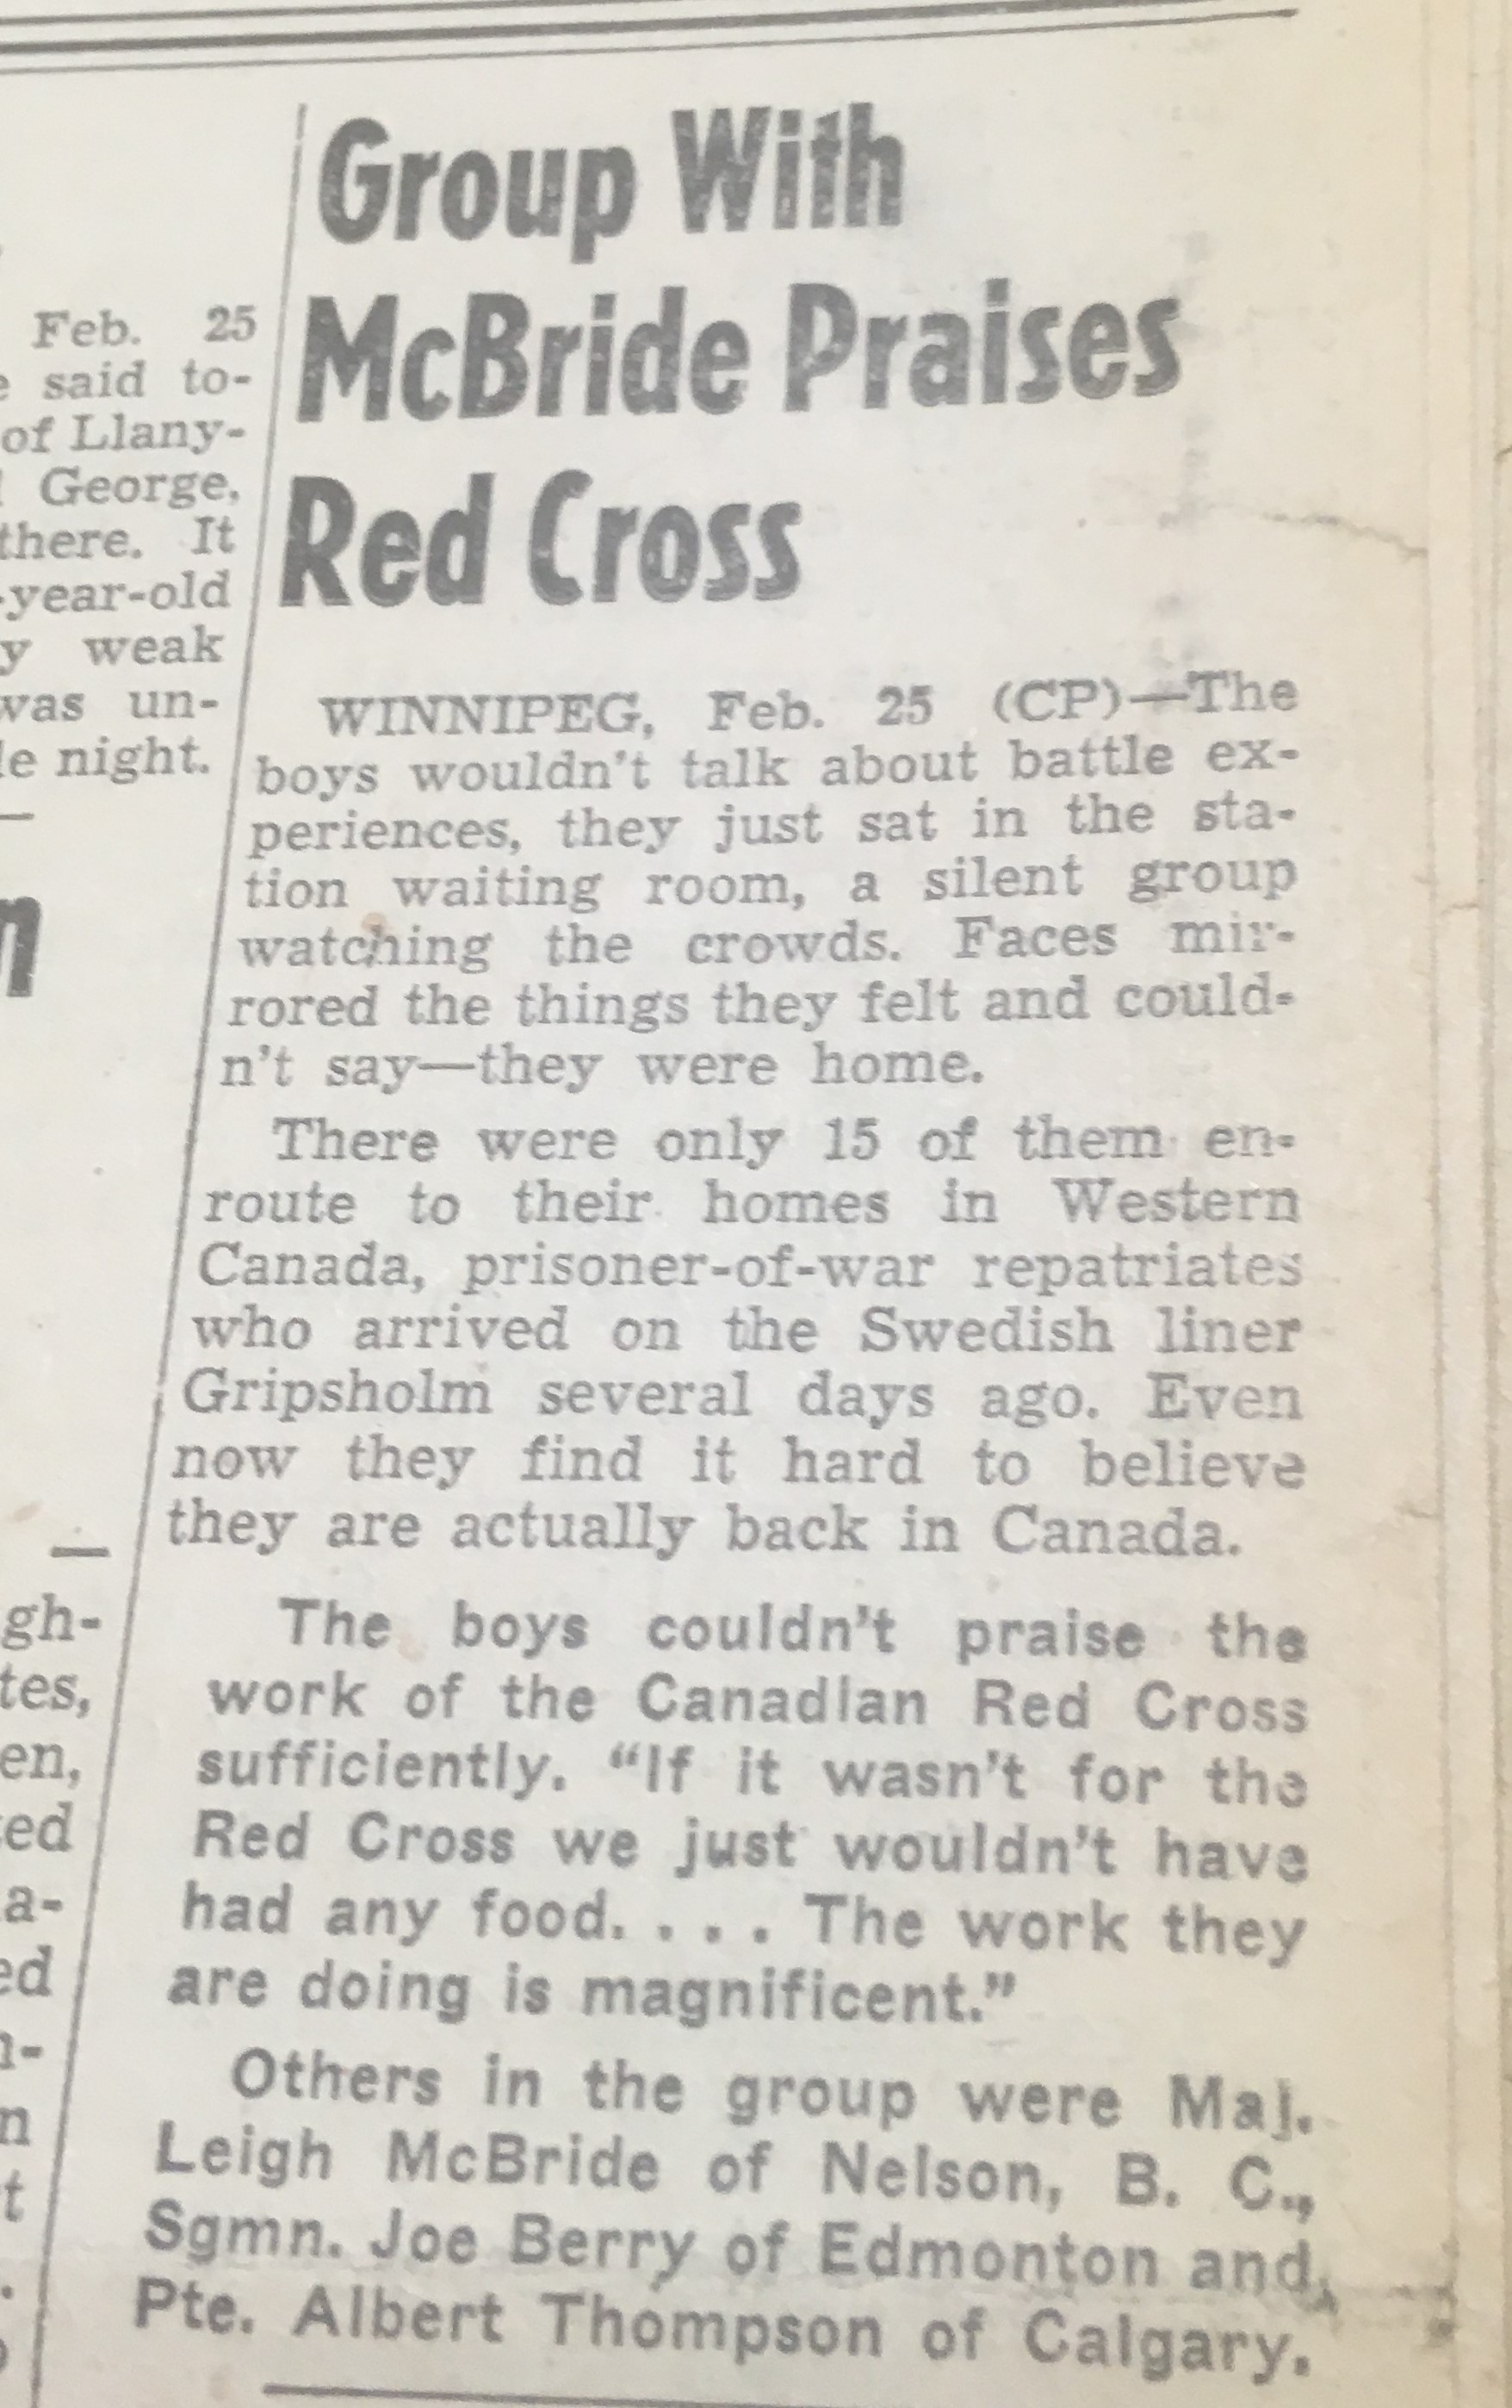 Feb. 25
said to-
of Llany-
George,
there. It
-year-old
y weak
was un-
night.
gh-
tes,
en,
ed
a-
ed
n-
n
t
Group With
McBride Praises
Red Cross
WINNIPEG, Feb. 25 (CP)—The
boys wouldn't talk about battle ex-
periences, they just sat in the sta-
tion waiting room, a silent group
watching the crowds. Faces mir-
rored the things they felt and could-
n't say—they were home.
There were only 15 of them en-
route to their homes in Western
Canada, prisoner-of-war repatriates
who arrived on the Swedish liner
Gripsholm several days ago. Even
now they find it hard to believe
they are actually back in Canada.
The boys couldn't praise the
work of the Canadian Red Cross
sufficiently. "If it wasn't for the
Red Cross we just wouldn't have
had any food. . . . The work they
are doing is magnificent."
Others in the group were Maj.
Leigh McBride of Nelson, B. C.,
Sgmn. Joe Berry of Edmonton and
Pte. Albert Thompson of Calgary.